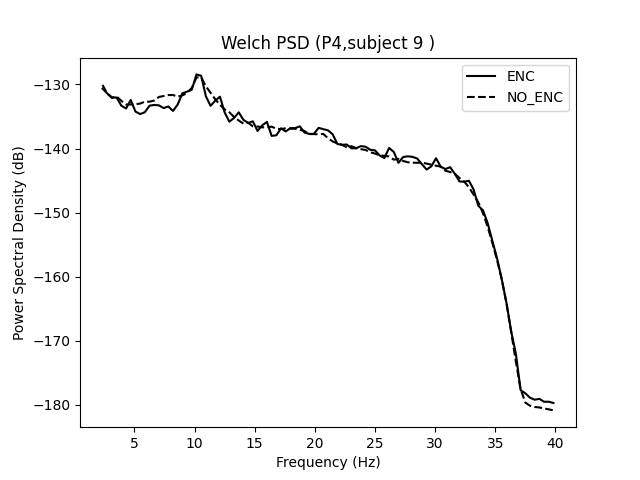 Welch PSD (P4,subject 9 )
ENC
NO_ENC
−130
−140
−150
−160
−170
−180
Power Spectral Density (dB)
5 10 15 20 25 30 35 40
Frequency (Hz)